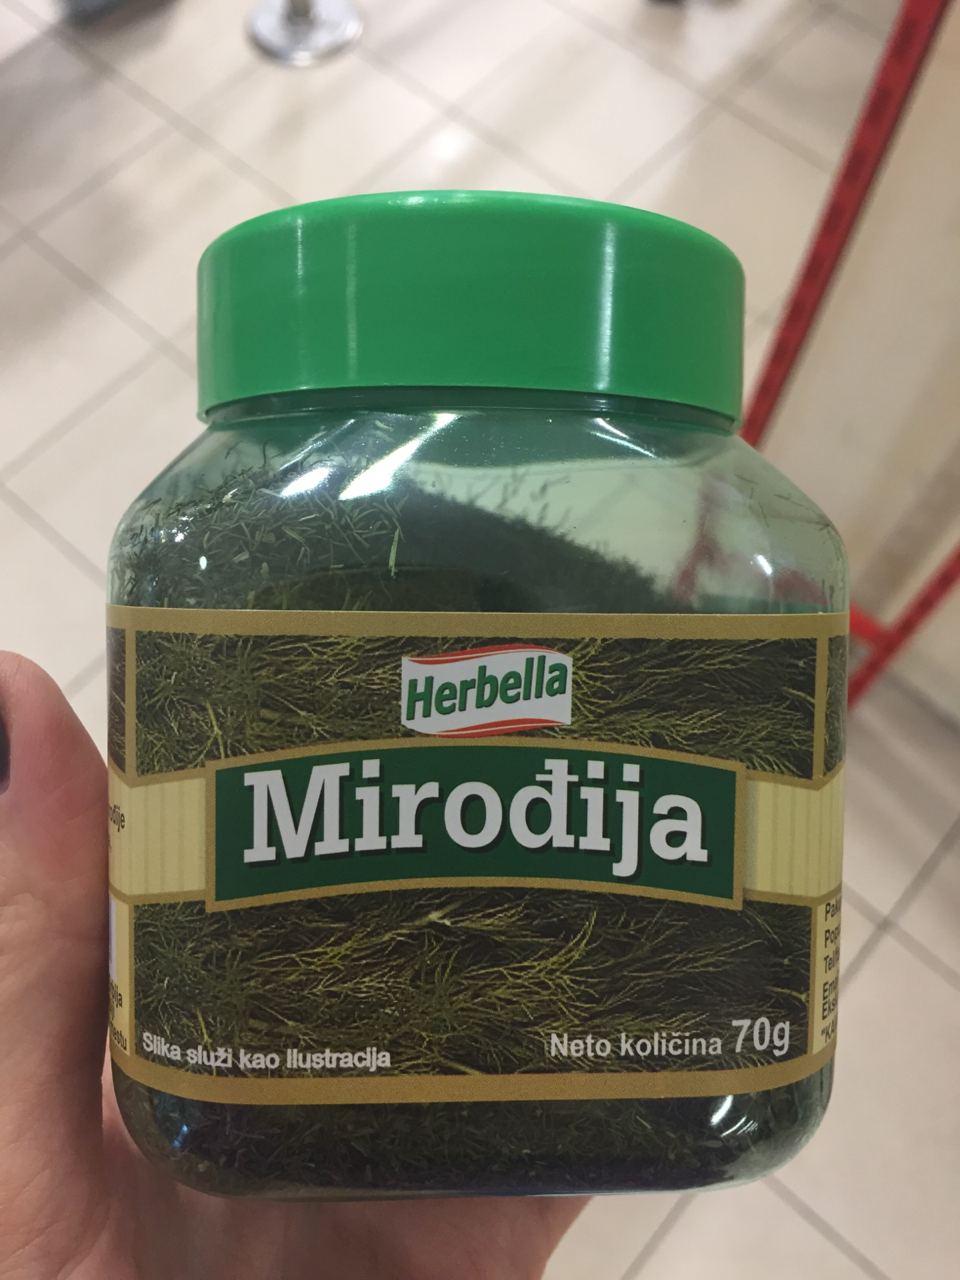 Herbella
Mirođija
Slika služi kao ilustracija
Neto količina 70g